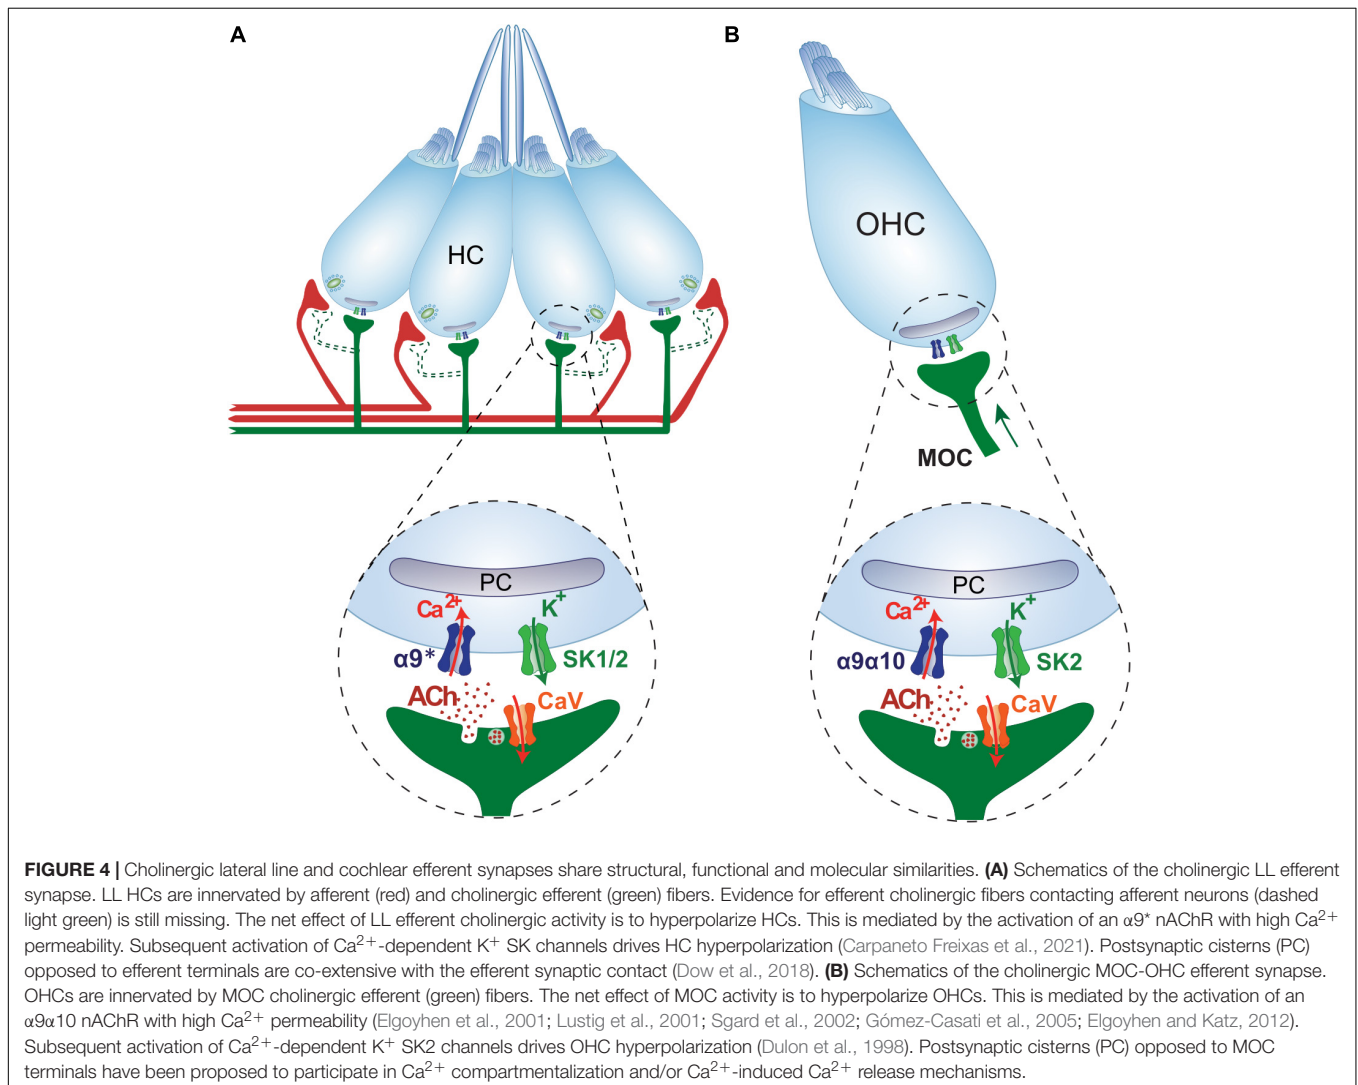 A
B
OHC
HC
MOC
PC
Ca2+
K+
α9*
SK1/2
ACh
CaV
PC
Ca2+
K+
α9α10
SK2
ACh
CaV
FIGURE 4 | Cholinergic lateral line and cochlear efferent synapses share structural, functional and molecular similarities. (A) Schematics of the cholinergic LL efferent
synapse. LL HCs are innervated by afferent (red) and cholinergic efferent (green) fibers. Evidence for efferent cholinergic fibers contacting afferent neurons (dashed
light green) is still missing. The net effect of LL efferent cholinergic activity is to hyperpolarize HCs. This is mediated by the activation of an α9* nAChR with high Ca2+
permeability. Subsequent activation of Ca2+-dependent K+ SK channels drives HC hyperpolarization (Carpaneto Freixas et al., 2021). Postsynaptic cisterns (PC)
opposed to efferent terminals are co-extensive with the efferent synaptic contact (Dow et al., 2018). (B) Schematics of the cholinergic MOC-OHC efferent synapse.
OHCs are innervated by MOC cholinergic efferent (green) fibers. The net effect of MOC activity is to hyperpolarize OHCs. This is mediated by the activation of an
α9α10 nAChR with high Ca2+ permeability (Elgoyhen et al., 2001; Lustig et al., 2001; Sgard et al., 2002; Gómez-Casati et al., 2005; Elgoyhen and Katz, 2012).
Subsequent activation of Ca2+-dependent K+ SK2 channels drives OHC hyperpolarization (Dulon et al., 1998). Postsynaptic cisterns (PC) opposed to MOC
terminals have been proposed to participate in Ca2+ compartmentalization and/or Ca2+-induced Ca2+ release mechanisms.